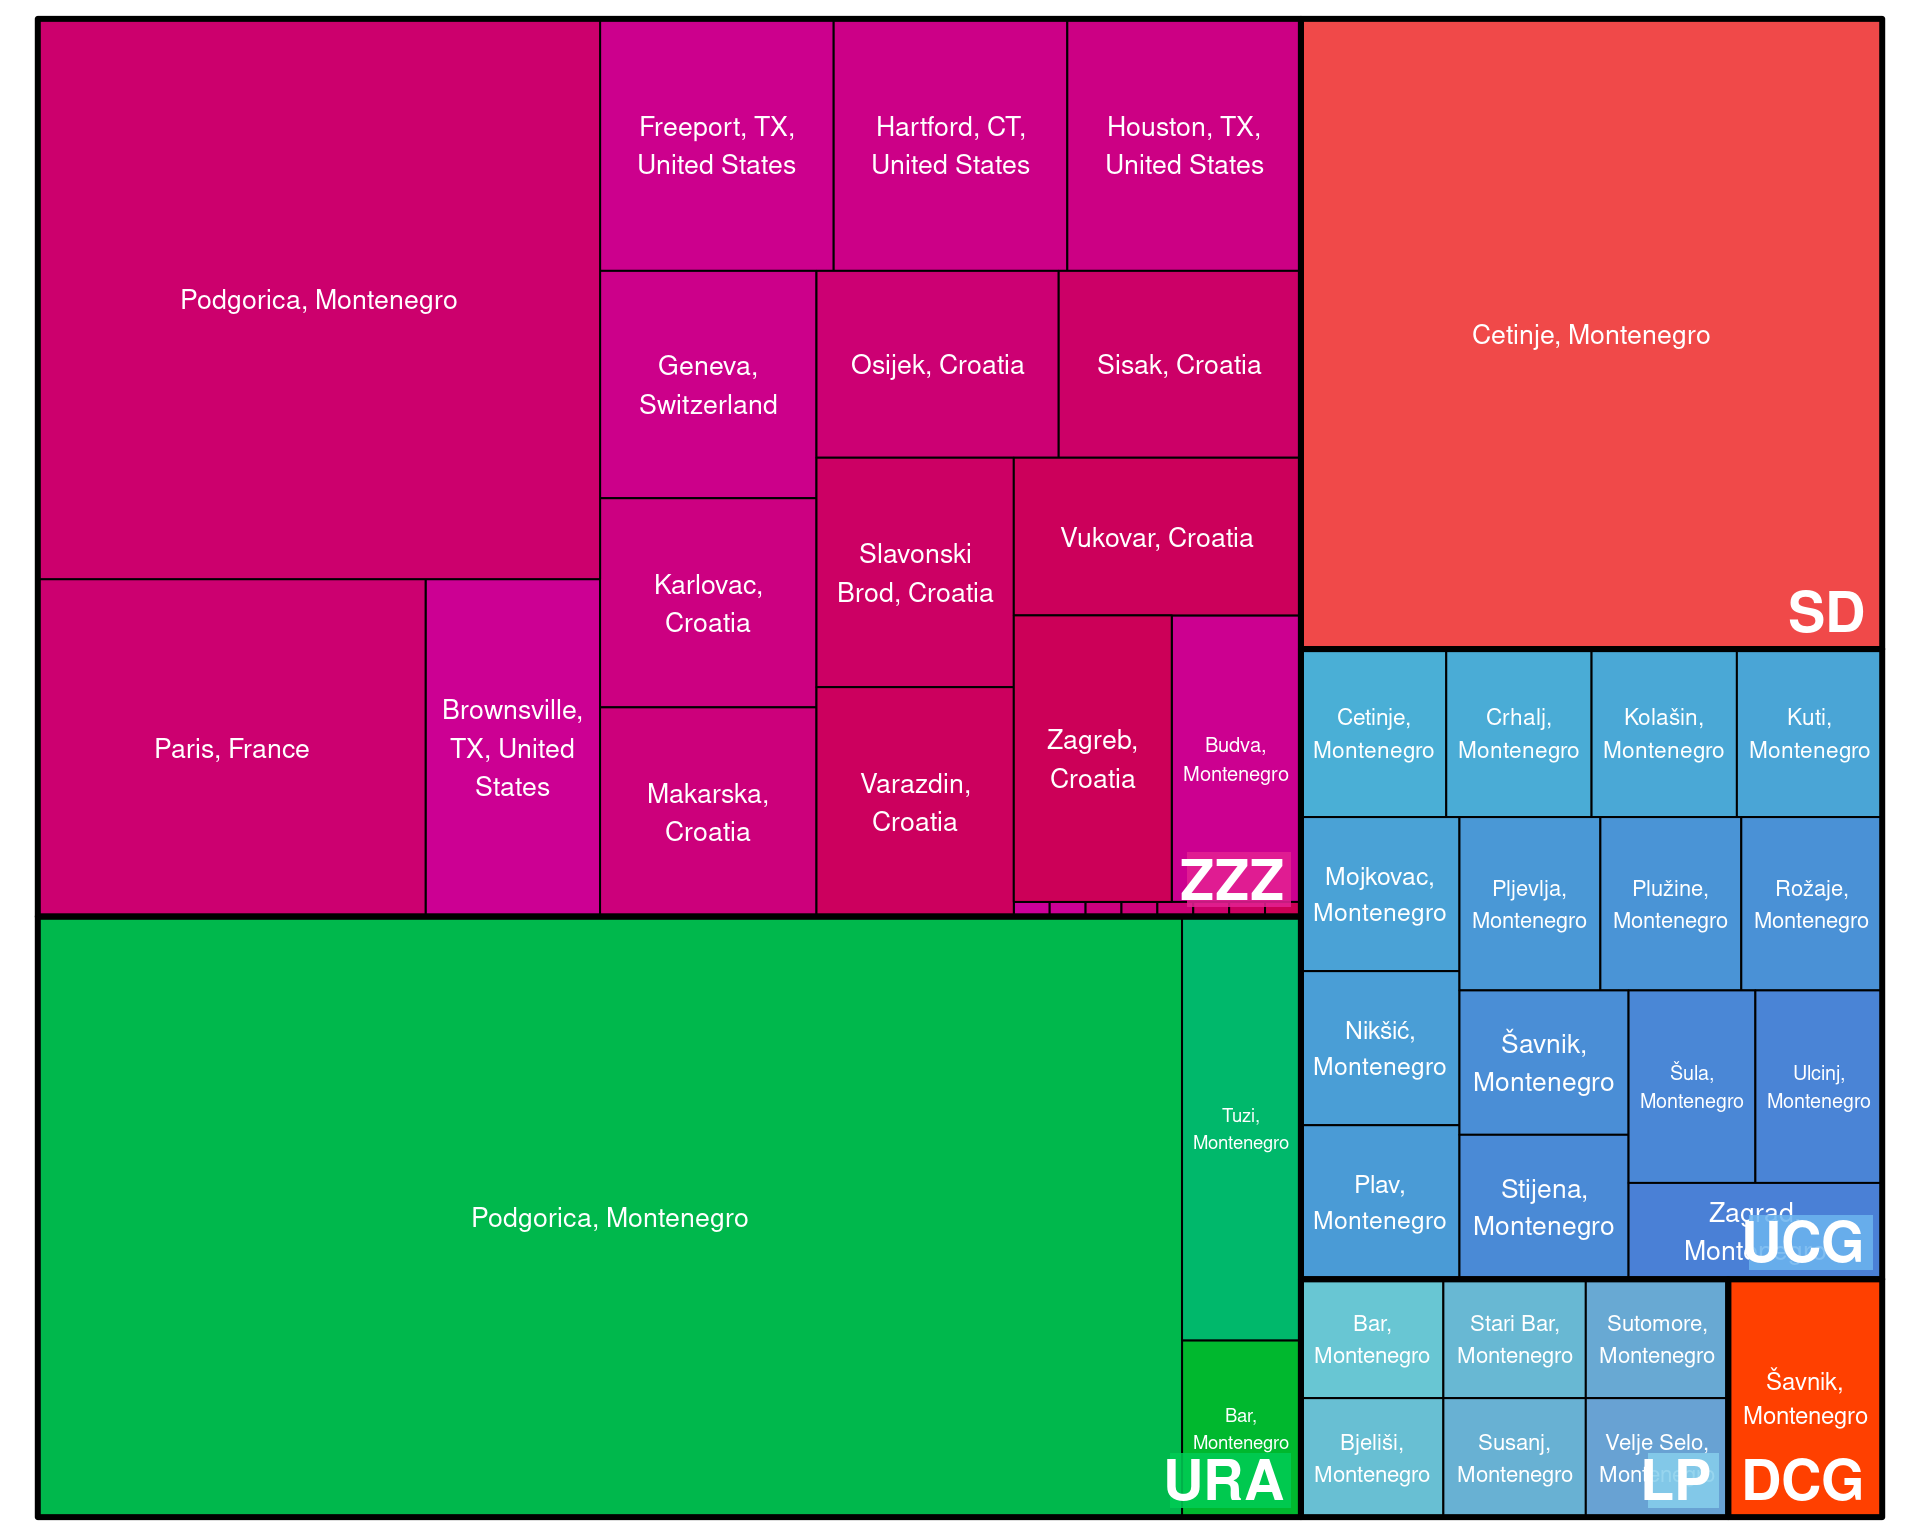 Podgorica, Montenegro
Freeport, TX,
United States
Hartford, CT,
United States
Houston, TX,
United States
Geneva,
Switzerland
Osijek, Croatia
Sisak, Croatia
Karlovac,
Croatia
Slavonski
Brod, Croatia
Vukovar, Croatia
Paris, France
Brownsville,
TX, United
States
Makarska,
Croatia
Varazdin,
Croatia
Zagreb,
Croatia
Budva,
Montenegro
ZZZ
Cetinje, Montenegro
SD
Cetinje,
Montenegro
Crhalj,
Montenegro
Kolašin,
Montenegro
Kuti,
Montenegro
Mojkovac,
Montenegro
Pljevlja,
Montenegro
Plužine,
Montenegro
Rožaje,
Montenegro
Nikšić,
Montenegro
Šavnik,
Montenegro
Šula,
Montenegro
Ulcinj,
Montenegro
Plav,
Montenegro
Stijena,
Montenegro
Zagrad,
Montenegro
UCG
Podgorica, Montenegro
Tuzi,
Montenegro
Bar,
Montenegro
URA
Bar,
Montenegro
Stari Bar,
Montenegro
Sutomore,
Montenegro
Bjeliši,
Montenegro
Susanj,
Montenegro
Velje Selo,
Montenegro
LP
Šavnik,
Montenegro
DCG